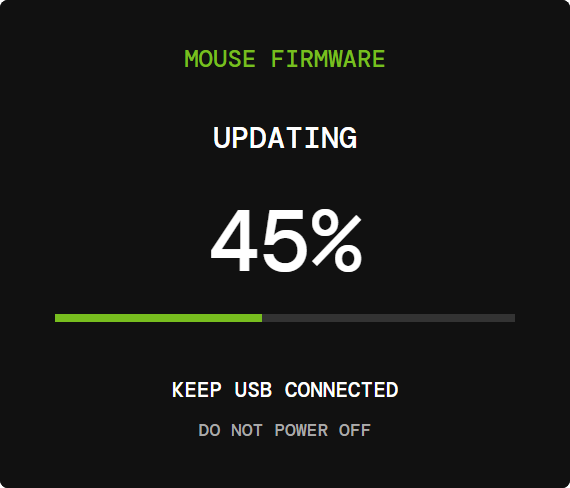 MOUSE FIRMWARE
UPDATING
45%
KEEP USB CONNECTED
DO NOT POWER OFF